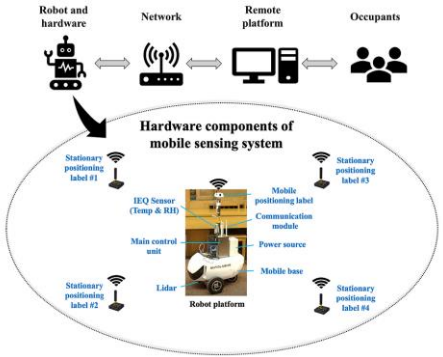 Robot and
hardware
Network
Remote
platform
Occupants
Hardware components of
mobile sensing system
Stationary
positioning
label #1
Stationary
positioning
label #3
IEQ Sensor
(Temp & RH)
Mobile
positioning label
Communication
module
Main control
unit
Power source
Mobile base
Lidar
Robot platform
Stationary
positioning
label #2
Stationary
positioning
label #4